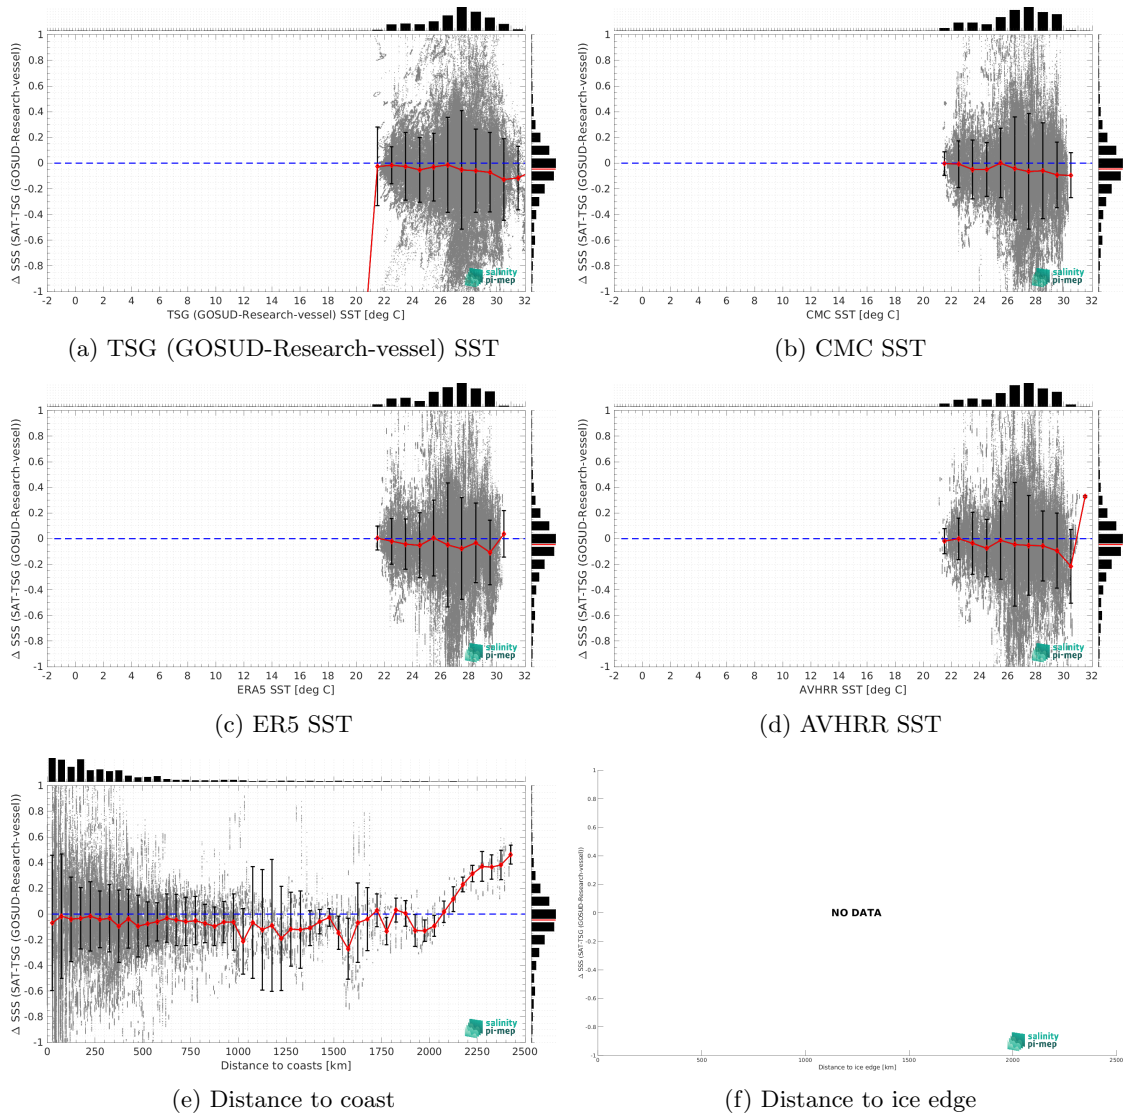 Δ SSS (SAT-TSG (GOSUD-Research-vessel))
1
0.8
0.6
0.4
0.2
0
-0.2
-0.4
-0.6
-0.8
-1
-2 0 2 4 6 8 10 12 14 16 18 20 22 24 26 28 30 32
TSG (GOSUD-Research-vessel) SST [deg C]
salinity
pi-mep
(a) TSG (GOSUD-Research-vessel) SST
Δ SSS (SAT-TSG (GOSUD-Research-vessel))
1
0.8
0.6
0.4
0.2
0
-0.2
-0.4
-0.6
-0.8
-1
-2 0 2 4 6 8 10 12 14 16 18 20 22 24 26 28 30 32
CMC SST [deg C]
salinity
pi-mep
(b) CMC SST
Δ SSS (SAT-TSG (GOSUD-Research-vessel))
1
0.8
0.6
0.4
0.2
0
-0.2
-0.4
-0.6
-0.8
-1
-2 0 2 4 6 8 10 12 14 16 18 20 22 24 26 28 30 32
ERA5 SST [deg C]
salinity
pi-mep
(c) ER5 SST
Δ SSS (SAT-TSG (GOSUD-Research-vessel))
1
0.8
0.6
0.4
0.2
0
-0.2
-0.4
-0.6
-0.8
-1
-2 0 2 4 6 8 10 12 14 16 18 20 22 24 26 28 30 32
AVHRR SST [deg C]
salinity
pi-mep
(d) AVHRR SST
Δ SSS (SAT-TSG (GOSUD-Research-vessel))
1
0.8
0.6
0.4
0.2
0
-0.2
-0.4
-0.6
-0.8
-1
0 250 500 750 1000 1250 1500 1750 2000 2250 2500
Distance to coasts [km]
salinity
pi-mep
(e) Distance to coast
Δ SSS (SAT-TSG (GOSUD-Research-vessel))
1
0.8
0.6
0.4
0.2
0
-0.2
-0.4
-0.6
-0.8
-1
NO DATA
0 500 1000 1500 2000 2500
Distance to ice edge [km]
salinity
pi-mep
(f) Distance to ice edge